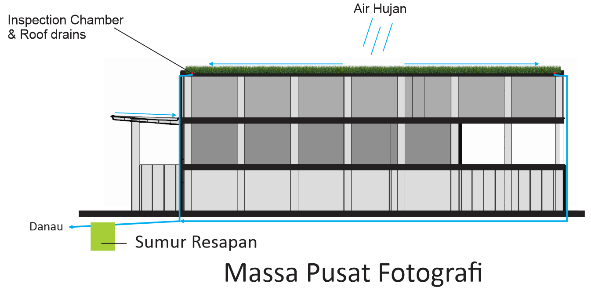 Air Hujan
Inspection Chamber
& Roof drains
Danau
Sumur Resapan
Massa Pusat Fotografi